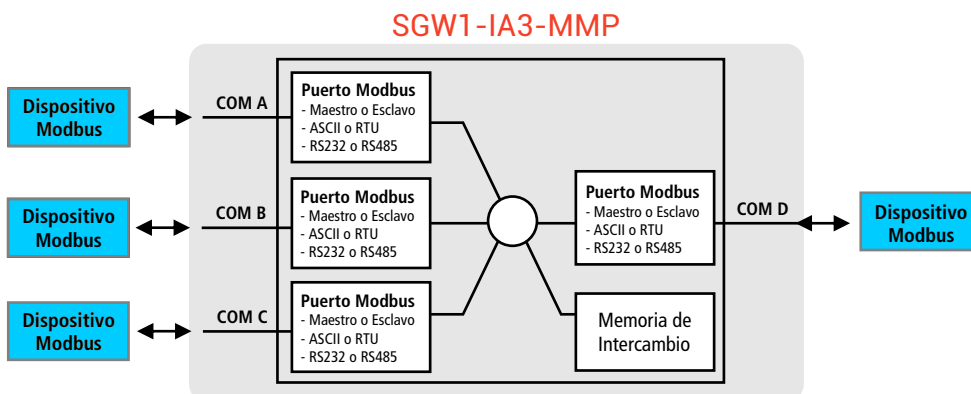 SGW1-IA3-MMP
Dispositivo
Modbus
COM A
Puerto Modbus
- Maestro o Esclavo
- ASCII o RTU
- RS232 o RS485
Dispositivo
Modbus
COM B
Puerto Modbus
- Maestro o Esclavo
- ASCII o RTU
- RS232 o RS485
Dispositivo
Modbus
COM C
Puerto Modbus
- Maestro o Esclavo
- ASCII o RTU
- RS232 o RS485
Puerto Modbus
- Maestro o Esclavo
- ASCII o RTU
- RS232 o RS485
COM D
Dispositivo
Modbus
Memoria de
Intercambio